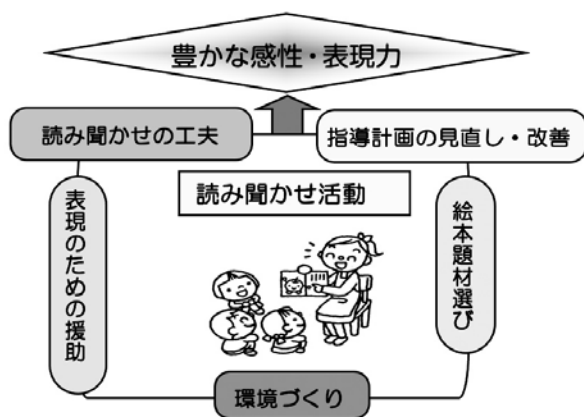 豊かな感性・表現力
読み聞かせの工夫
指導計画の見直し・改善
読み聞かせ活動
表現のための援助
絵本題材選び
環境づくり